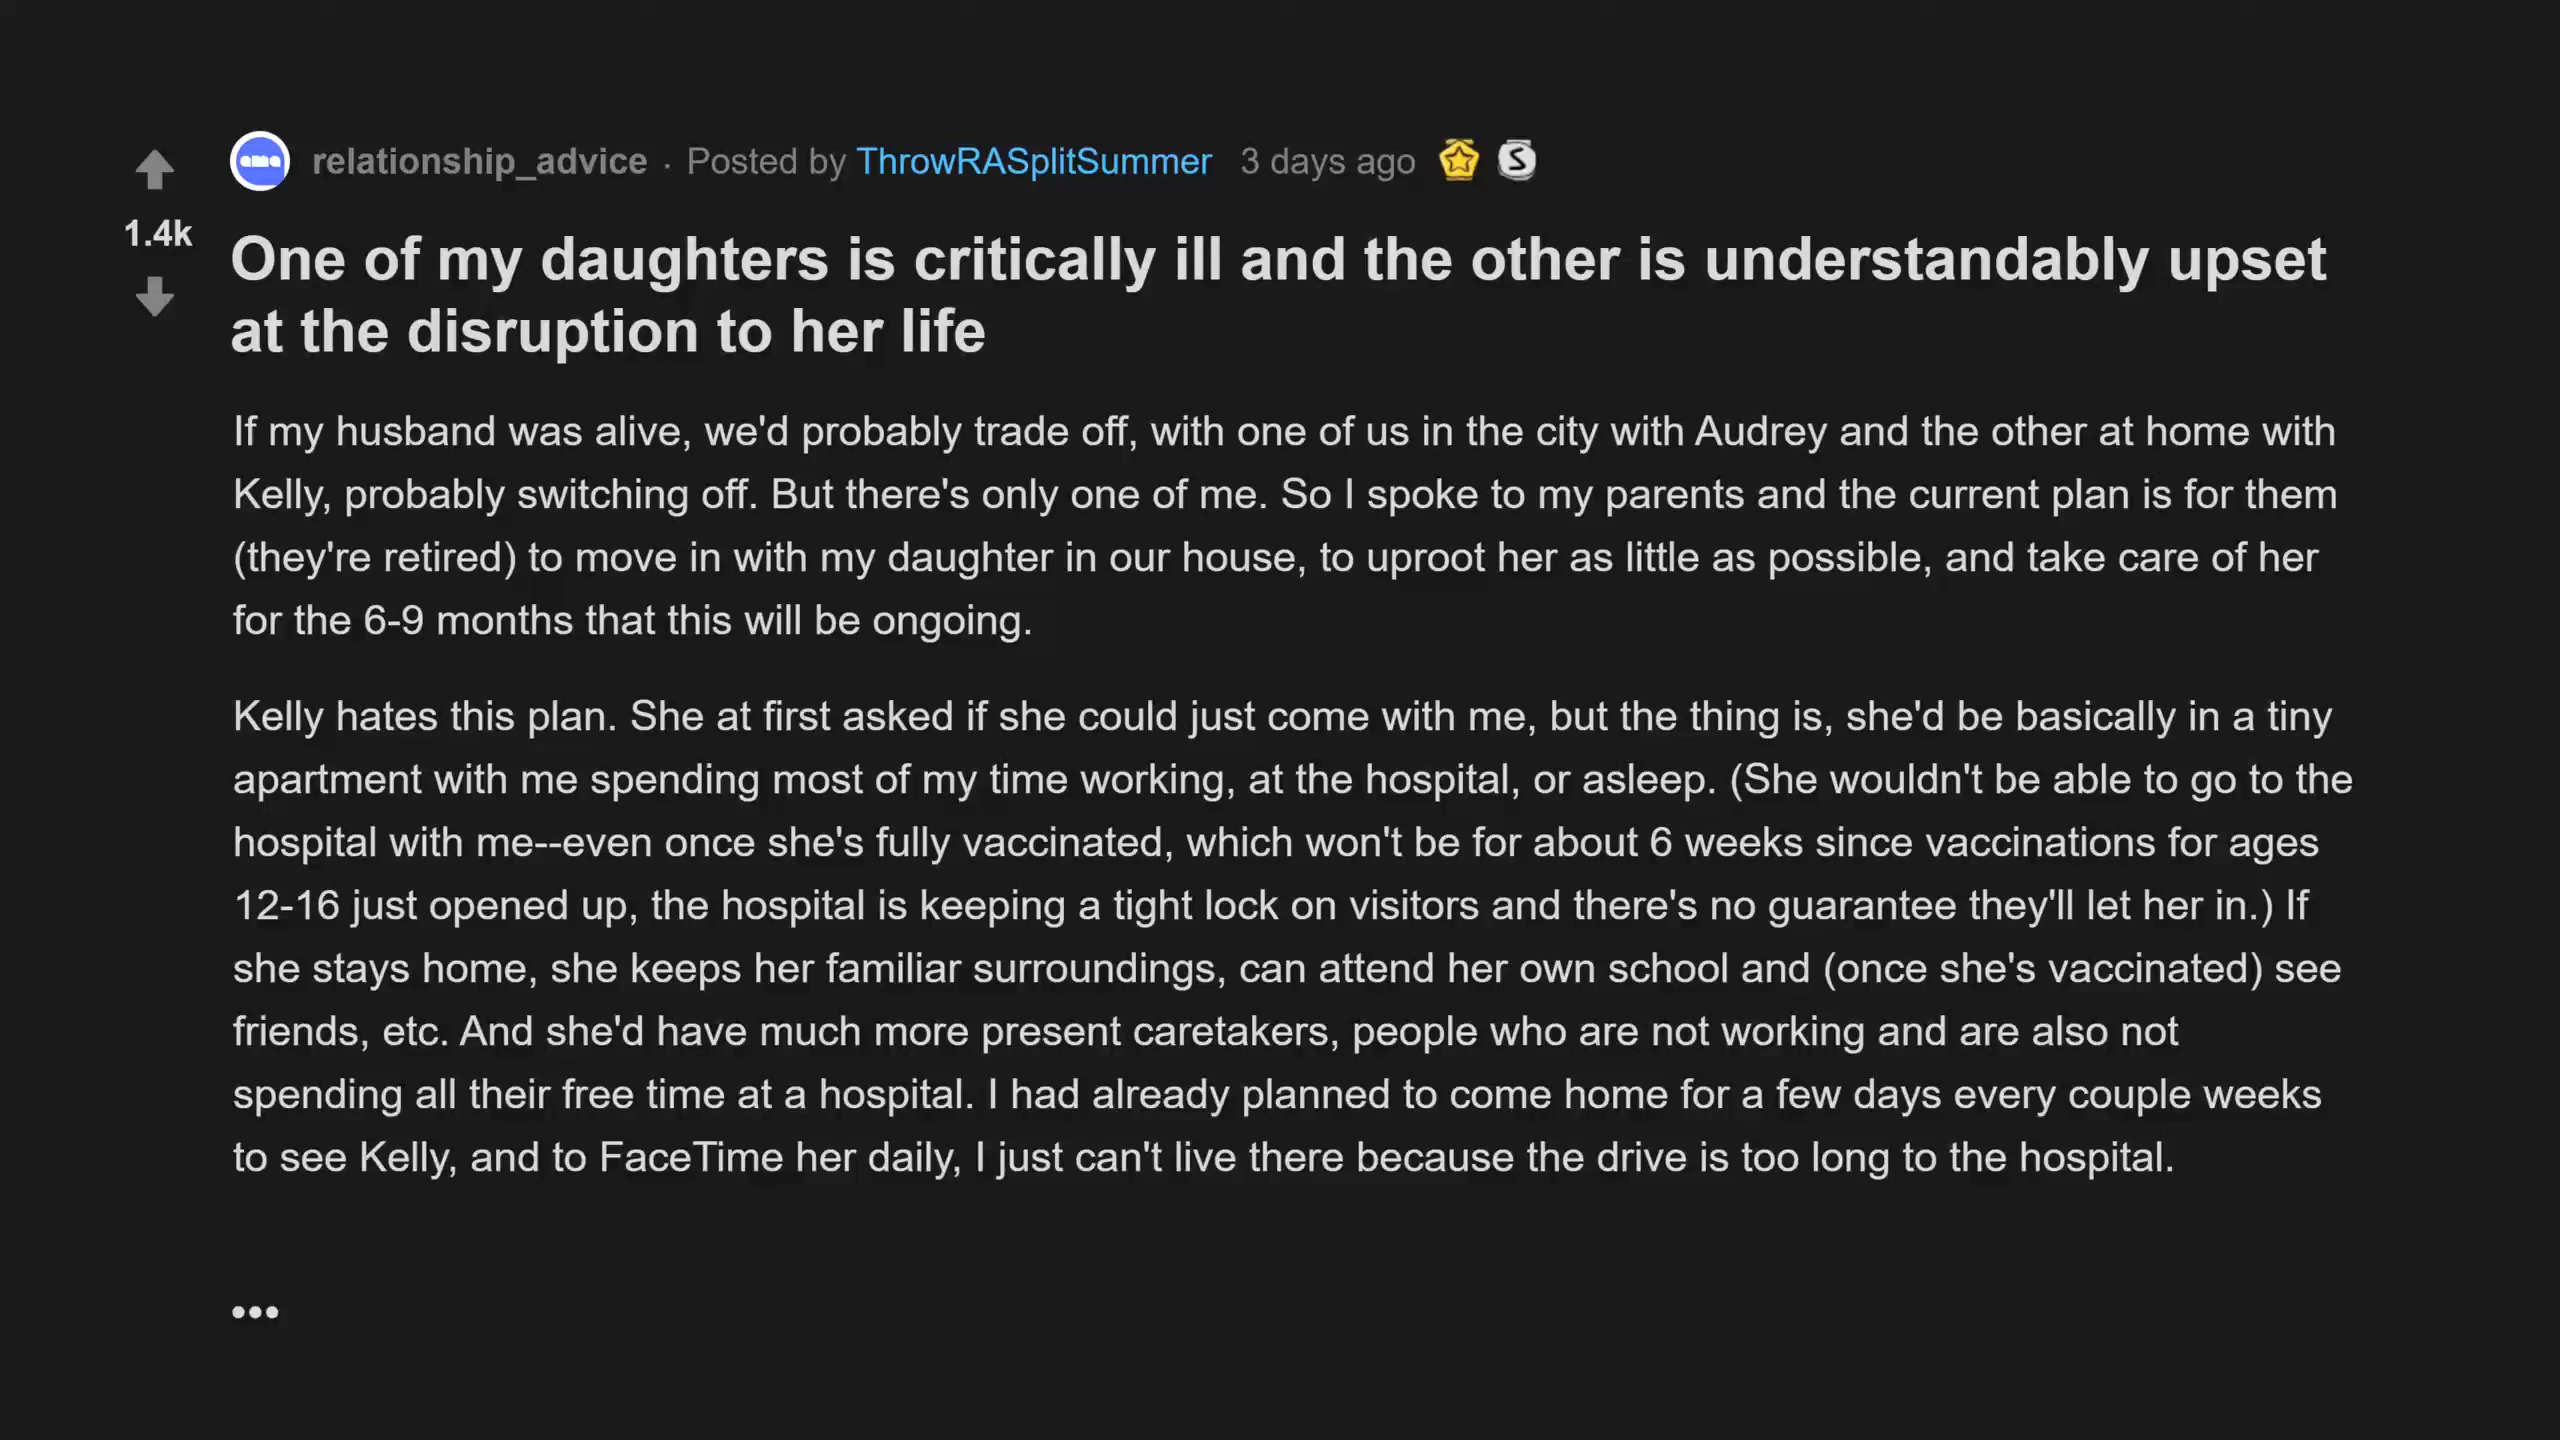 relationship_advice · Posted by ThrowRASplitSummer 3 days ago
1.4k
One of my daughters is critically ill and the other is understandably upset
at the disruption to her life
If my husband was alive, we'd probably trade off, with one of us in the city with Audrey and the other at home with
Kelly, probably switching off. But there's only one of me. So I spoke to my parents and the current plan is for them
(they're retired) to move in with my daughter in our house, to uproot her as little as possible, and take care of her
for the 6-9 months that this will be ongoing.
Kelly hates this plan. She at first asked if she could just come with me, but the thing is, she'd be basically in a tiny
apartment with me spending most of my time working, at the hospital, or asleep. (She wouldn't be able to go to the
hospital with me--even once she's fully vaccinated, which won't be for about 6 weeks since vaccinations for ages
12-16 just opened up, the hospital is keeping a tight lock on visitors and there's no guarantee they'll let her in.) If
she stays home, she keeps her familiar surroundings, can attend her own school and (once she's vaccinated) see
friends, etc. And she'd have much more present caretakers, people who are not working and are also not
spending all their free time at a hospital. I had already planned to come home for a few days every couple weeks
to see Kelly, and to FaceTime her daily, I just can't live there because the drive is too long to the hospital.
•••